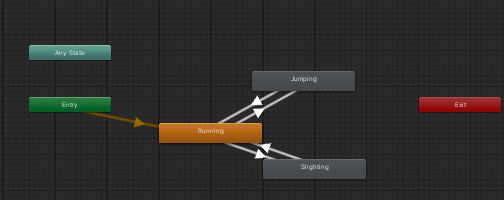 Any State
Jumping
Entry
Exit
Running
Slighting